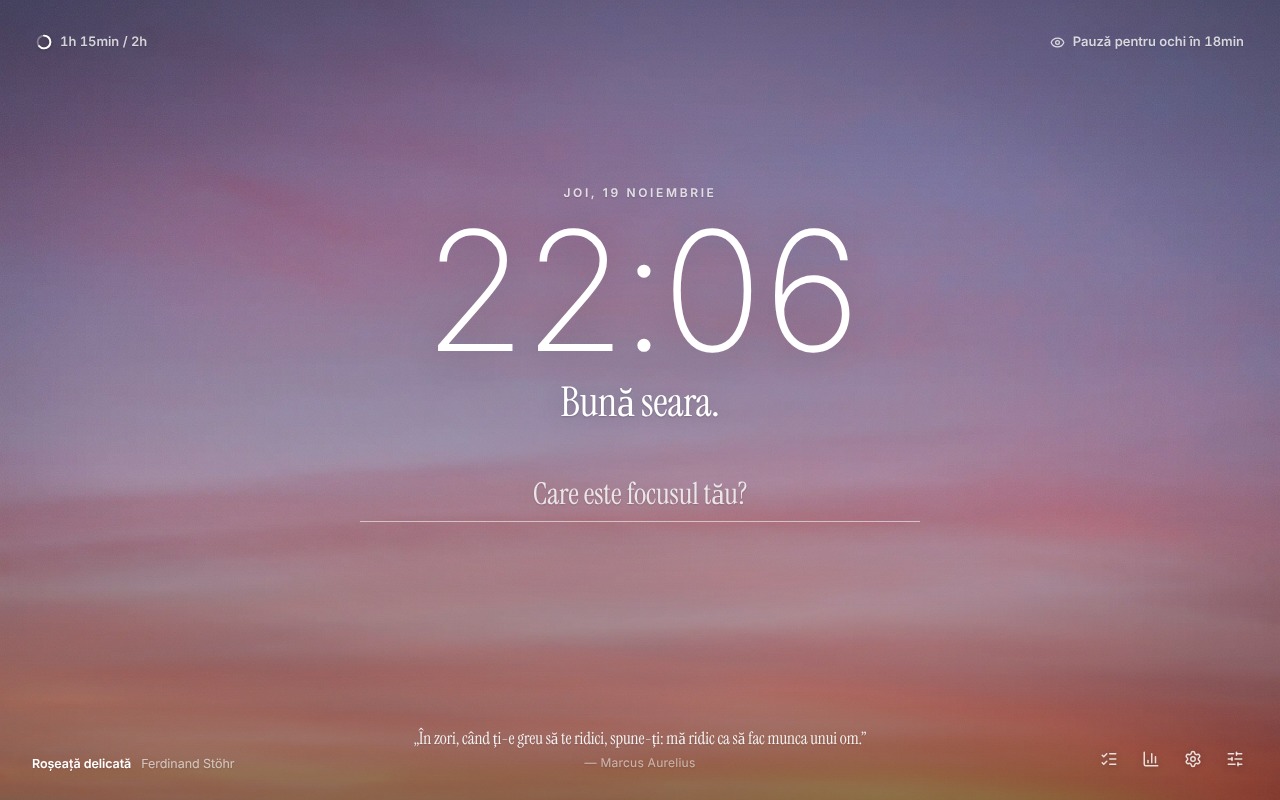 1h 15min / 2h
Pauză pentru ochi în 18min
JOI, 19 NOIEMBRIE
22:06
Bună seara.
Care este focusul tău?
„În zori, când ți-e greu să te ridici, spune-ți: mă ridic ca să fac munca unui om.”
— Marcus Aurelius
Roșeață delicată Ferdinand Stöhr